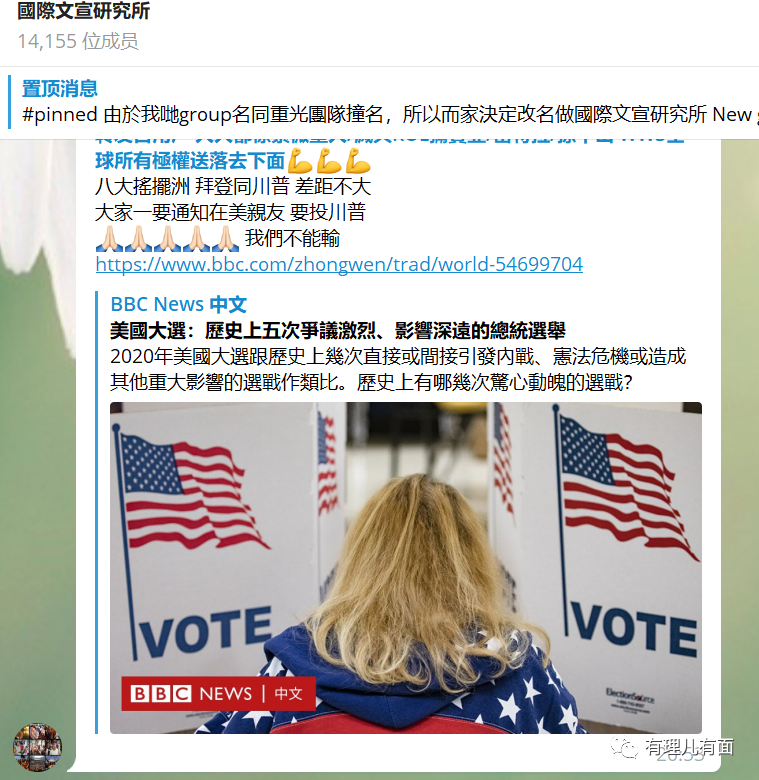 國際文宣研究所
14,155 位成员
置顶消息
#pinned 由於我哋group名同重光團隊撞名，所以而家決定改名做國際文宣研究所 New
球所有極權送落去下面💪💪💪
八大搖擺洲 拜登同川普 差距不大
大家一要通知在美親友 要投川普
🙏🏻🙏🏻🙏🏻🙏🏻🙏🏻 我們不能輸
https://www.bbc.com/zhongwen/trad/world-54699704
BBC News 中文
美國大選：歷史上五次爭議激烈、影響深遠的總統選舉
2020年美國大選跟歷史上幾次直接或間接引發內戰、憲法危機或造成
其他重大影響的選戰作類比。歷史上有哪幾次驚心動魄的選戰？
VOTE
VOTE
ElectionSource
BBC NEWS | 中文
有理儿有面